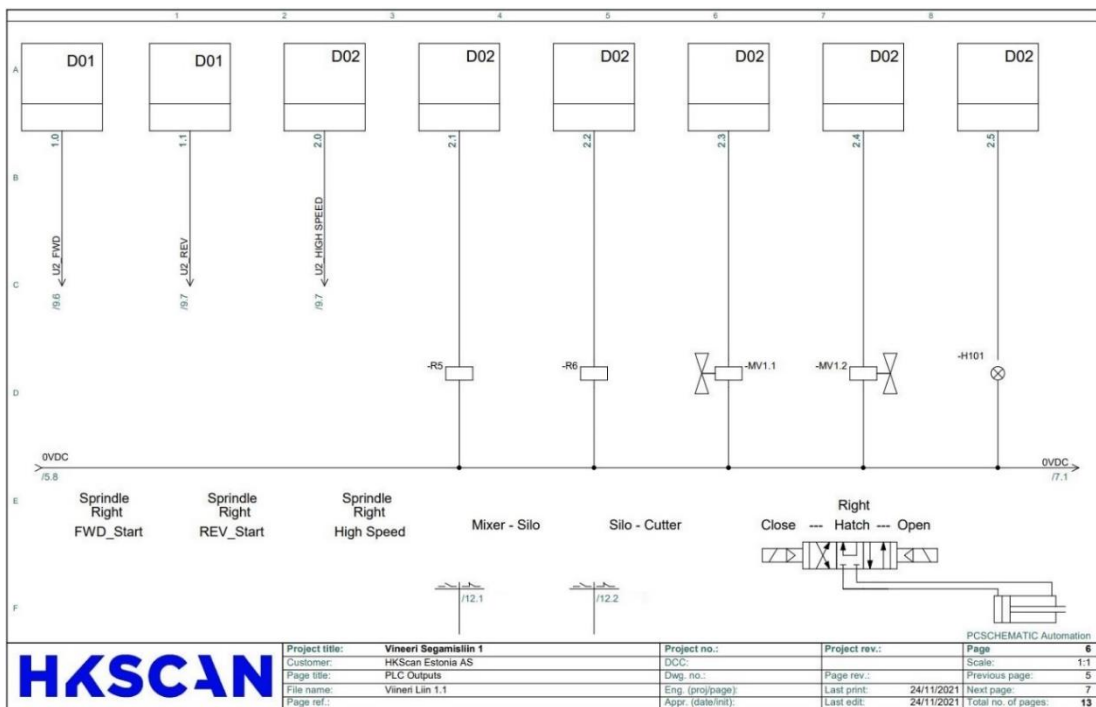 1 2 3 4 5 6 7 8
A
B
C
D
E
F
D01 D01 D02 D02 D02 D02 D02 D02
1.0 1.1 2.0 2.1 2.2 2.3 2.4 2.5
U2_FWD U2_REV U2_HIGH SPEED
/9.6 /9.7 /9.7
-R5 -R6 -MV1.1 -MV1.2 -H101
0VDC 0VDC
/5.8 /7.1
Sprindle Sprindle Sprindle
Right Right Right
FWD_Start REV_Start High Speed
Mixer - Silo Silo - Cutter
Right
Close --- Hatch --- Open
/12.1 /12.2
PCSCHEMATIC Automation
HKSCAN
Project title: Vineeri Segamisliin 1 Project no.: Project rev.: Page 6
Customer: HKScan Estonia AS DCC: Scale: 1:1
Page title: PLC Outputs Dwg. no.: Page rev.: Previous page: 5
File name: Viineri Liin 1.1 Eng. (proj/page): Last print: 24/11/2021 Next page: 7
Page ref.: Appr. (date/init): Last edit: 24/11/2021 Total no. of pages: 13